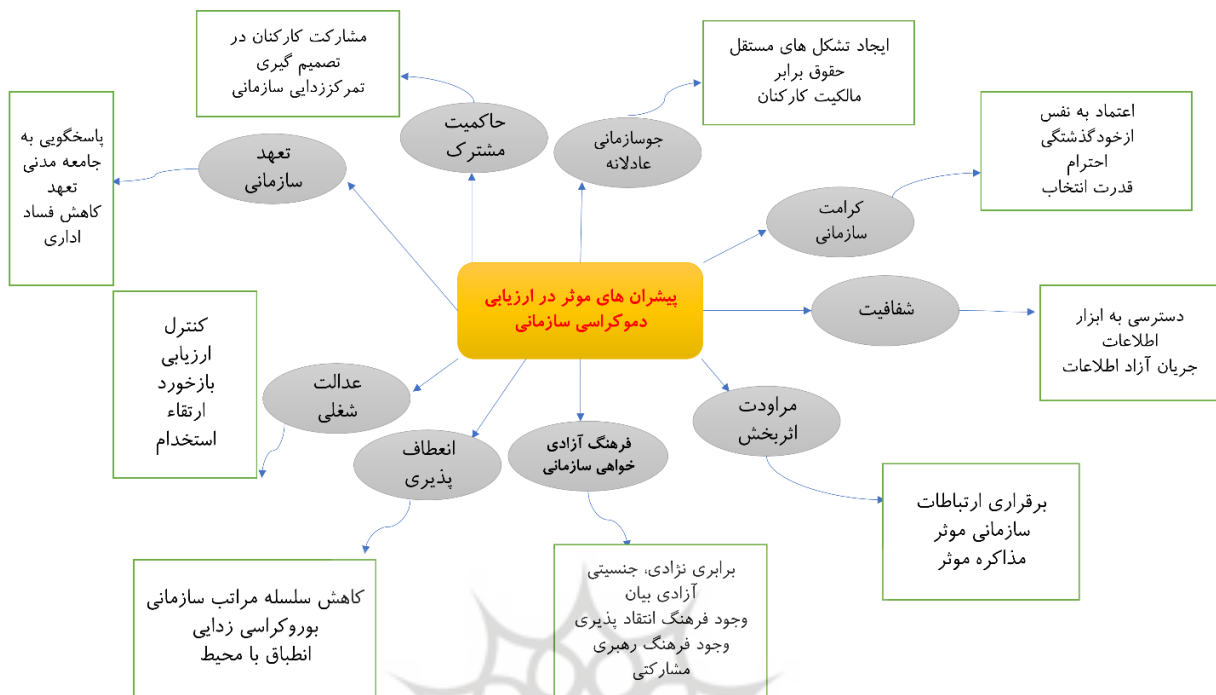 مشارکت کارکنان در
تصمیم گیری
تمرکززدایی سازمانی
ایجاد تشکل های مستقل
حقوق برابر
مالکیت کارکنان
اعتماد به نفس
ازخودگذشتگی
احترام
قدرت انتخاب
پاسخگویی به
جامعه مدنی
تعهد
کاهش فساد
اداری
حاکمیت
مشترک
جوسازمانی
عادلانه
تعهد
سازمانی
کرامت
سازمانی
پیشران های موثر در ارزیابی
دموکراسی سازمانی
شفافیت
دسترسی به ابزار
اطلاعات
جریان آزاد اطلاعات
کنترل
ارزیابی
بازخورد
ارتقاء
استخدام
عدالت
شغلی
انعطاف
پذیری
فرهنگ آزادی
خواهی سازمانی
مراودت
اثربخش
برقراری ارتباطات
سازمانی موثر
مذاکره موثر
برابری نژادی، جنسیتی
آزادی بیان
وجود فرهنگ انتقاد پذیری
وجود فرهنگ رهبری
مشارکتی
کاهش سلسله مراتب سازمانی
بوروکراسی زدایی
انطباق با محیط